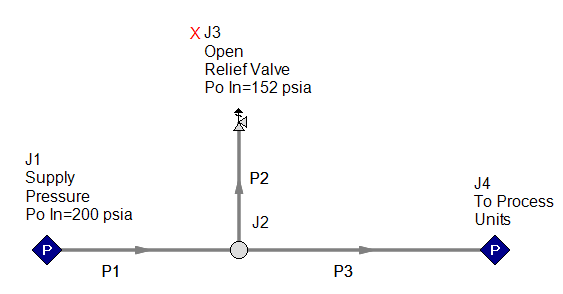 X J3
Open
Relief Valve
Po In=152 psia
J1
Supply
Pressure
Po In=200 psia
P2
J4
To Process
Units
J2
P
P
P1
P3